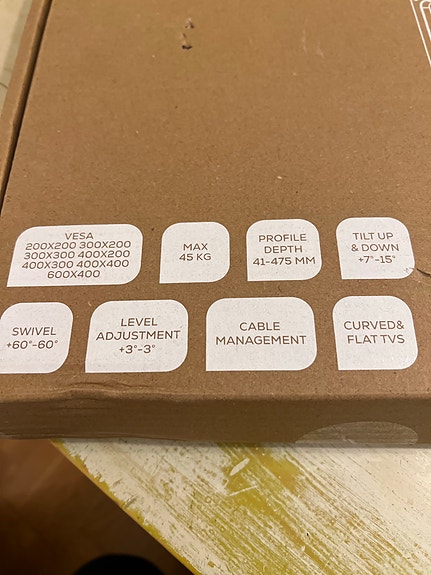 VESA
200X200 300X200
300X300 400X200
400X300 400X400
600X400
MAX
45 KG
PROFILE
DEPTH
41-475 MM
TILT UP
& DOWN
+7°-15°
SWIVEL
+60°-60°
LEVEL
ADJUSTMENT
+3°-3°
CABLE
MANAGEMENT
CURVED&
FLAT TVS